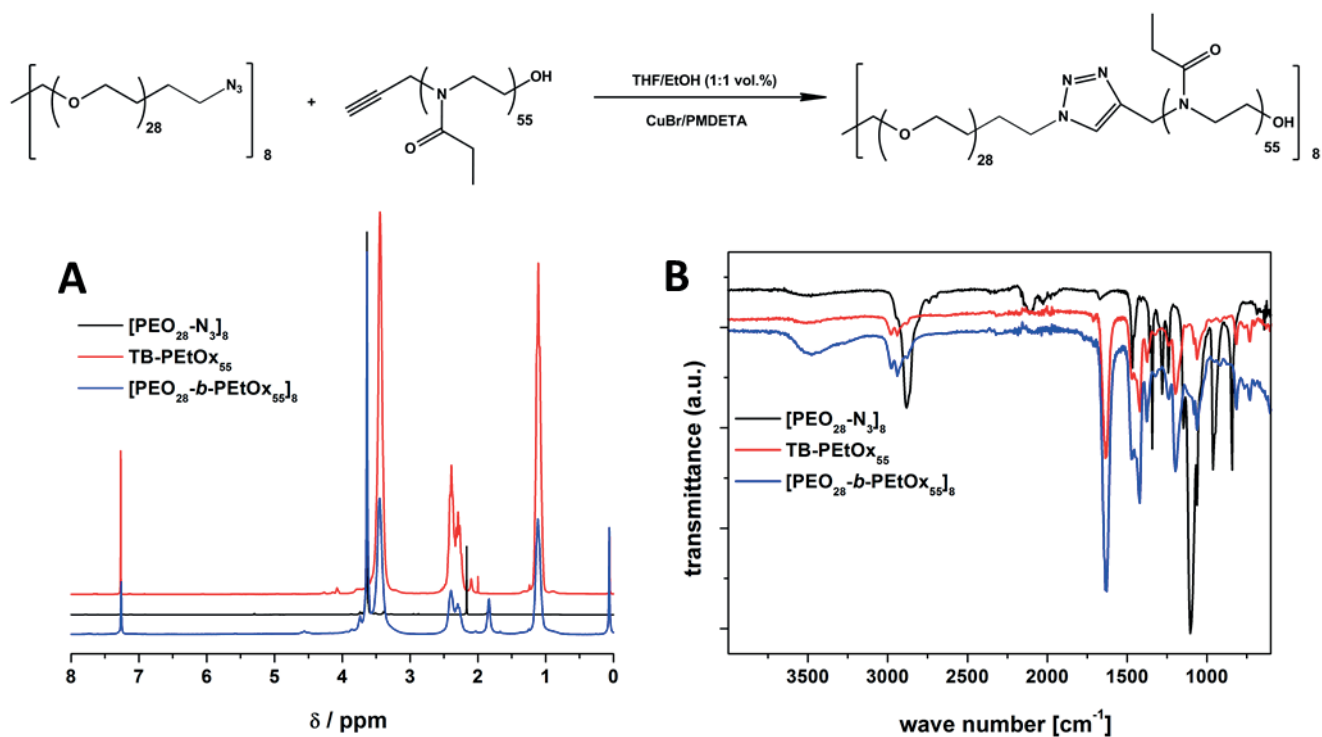 N₃
O
28
8
+
N
OH
55
O
THF/EtOH (1:1 vol.%)
CuBr/PMDETA
O
N N
N
N
O
28
OH
55
8
A
[PEO₂₈-N₃]₈
TB-PEtOx₅₅
[PEO₂₈-b-PEtOx₅₅]₈
8 7 6 5 4 3 2 1 0
δ / ppm
B
transmittance (a.u.)
[PEO₂₈-N₃]₈
TB-PEtOx₅₅
[PEO₂₈-b-PEtOx₅₅]₈
3500 3000 2500 2000 1500 1000
wave number [cm⁻¹]